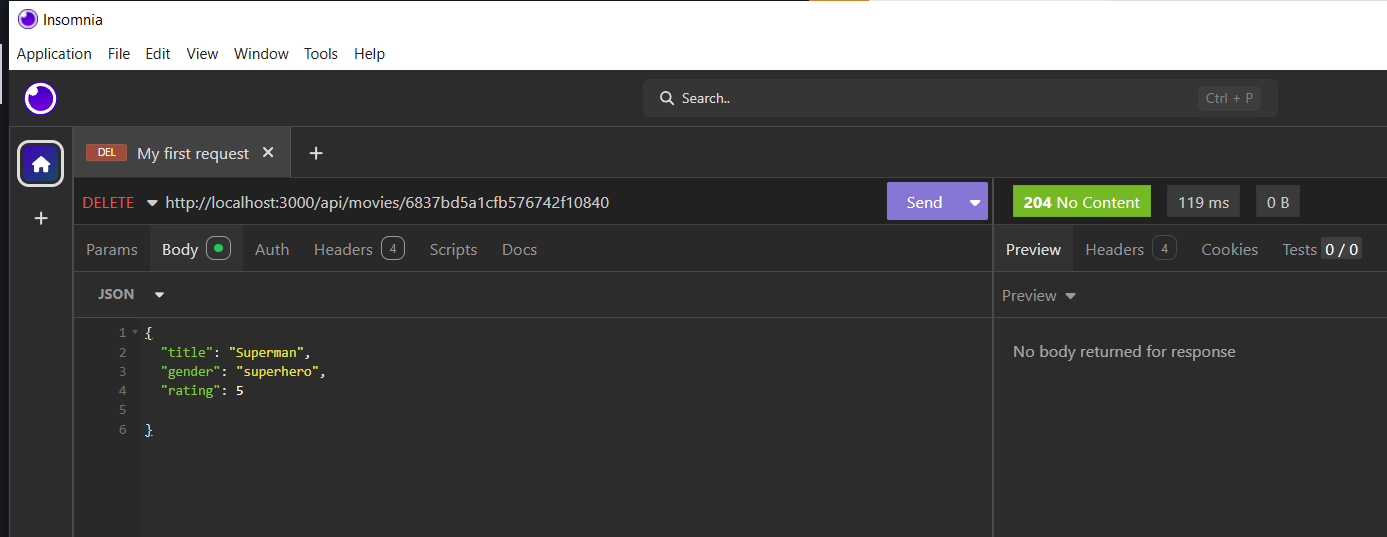 Insomnia
Application File Edit View Window Tools Help
Search.. Ctrl + P
DEL My first request × +
DELETE http://localhost:3000/api/movies/6837bd5a1cfb576742f10840 Send 204 No Content 119 ms 0 B
+
Params Body Auth Headers 4 Scripts Docs Preview Headers 4 Cookies Tests 0 / 0
JSON Preview
1 {
2 "title": "Superman",
3 "gender": "superhero",
4 "rating": 5
5
6 }
No body returned for response